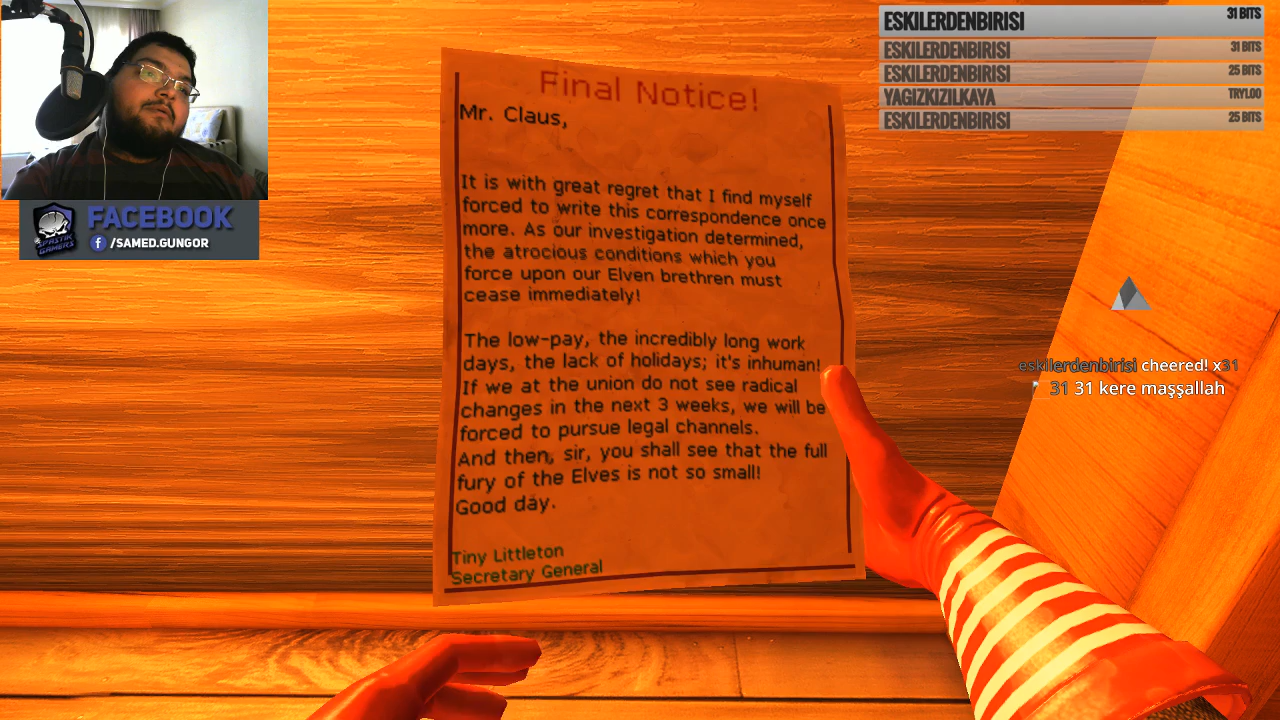 ESKILERDENBIRISI 31 BITS
ESKILERDENBIRISI 31 BITS
ESKILERDENBIRISI 25 BITS
YAGIZKIZILKAYA TRY1.00
ESKILERDENBIRISI 25 BITS
FACEBOOK
/SAMED.GUNGOR
SPASTIK
GAMERS
Final Notice!
Mr. Claus,
It is with great regret that I find myself
forced to write this correspondence once
more. As our investigation determined,
the atrocious conditions which you
force upon our Elven brethren must
cease immediately!
The low-pay, the incredibly long work
days, the lack of holidays; it's inhuman!
If we at the union do not see radical
changes in the next 3 weeks, we will be
forced to pursue legal channels.
And then, sir, you shall see that the full
fury of the Elves is not so small!
Good day.
Tiny Littleton
Secretary General
eskilerdenbirisi cheered! x31
31 31 kere maşşallah